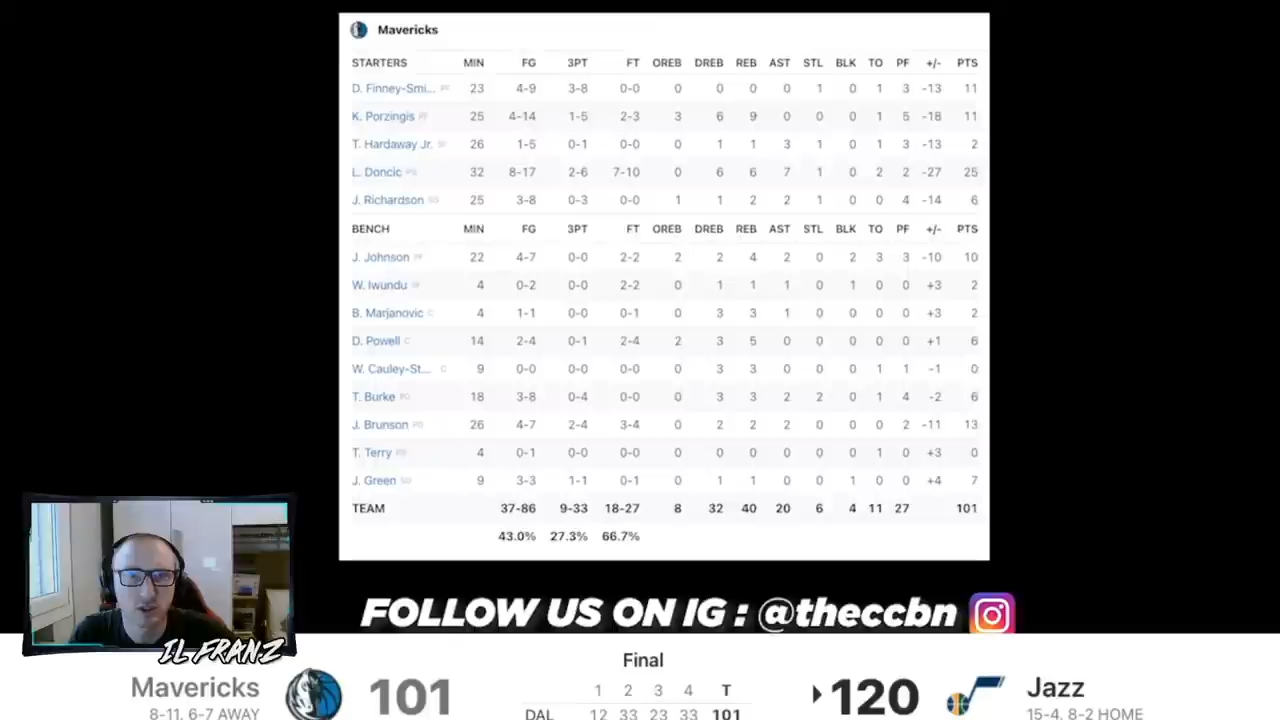 Mavericks
STARTERS MIN FG 3PT FT OREB DREB REB AST STL BLK TO PF +/- PTS
D. Finney-Smi... PF 23 4-9 3-8 0-0 0 0 0 0 1 0 1 3 -13 11
K. Porzingis PF 25 4-14 1-5 2-3 3 6 9 0 0 0 1 5 -18 11
T. Hardaway Jr. SF 26 1-5 0-1 0-0 0 1 1 3 1 0 1 3 -13 2
L. Doncic PG 32 8-17 2-6 7-10 0 6 6 7 1 0 2 2 -27 25
J. Richardson SG 25 3-8 0-3 0-0 1 1 2 2 1 0 0 4 -14 6
BENCH MIN FG 3PT FT OREB DREB REB AST STL BLK TO PF +/- PTS
J. Johnson PF 22 4-7 0-0 2-2 2 2 4 2 0 2 3 3 -10 10
W. Iwundu SF 4 0-2 0-0 2-2 0 1 1 1 0 1 0 0 +3 2
B. Marjanovic C 4 1-1 0-0 0-1 0 3 3 1 0 0 0 0 +3 2
D. Powell C 14 2-4 0-1 2-4 2 3 5 0 0 0 0 0 +1 6
W. Cauley-St... C 9 0-0 0-0 0-0 0 3 3 0 0 0 1 1 -1 0
T. Burke PG 18 3-8 0-4 0-0 0 3 3 2 2 0 1 4 -2 6
J. Brunson PG 26 4-7 2-4 3-4 0 2 2 2 0 0 0 2 -11 13
T. Terry PG 4 0-1 0-0 0-0 0 0 0 0 0 0 1 0 +3 0
J. Green SG 9 3-3 1-1 0-1 0 1 1 0 0 1 0 0 +4 7
TEAM 37-86 9-33 18-27 8 32 40 20 6 4 11 27 101
43.0% 27.3% 66.7%
FOLLOW US ON IG : @theccbn
IL FRANZ
Final
Mavericks 101 1 2 3 4 T 120 Jazz
8-11, 6-7 AWAY DAL 12 33 23 33 101 15-4, 8-2 HOME